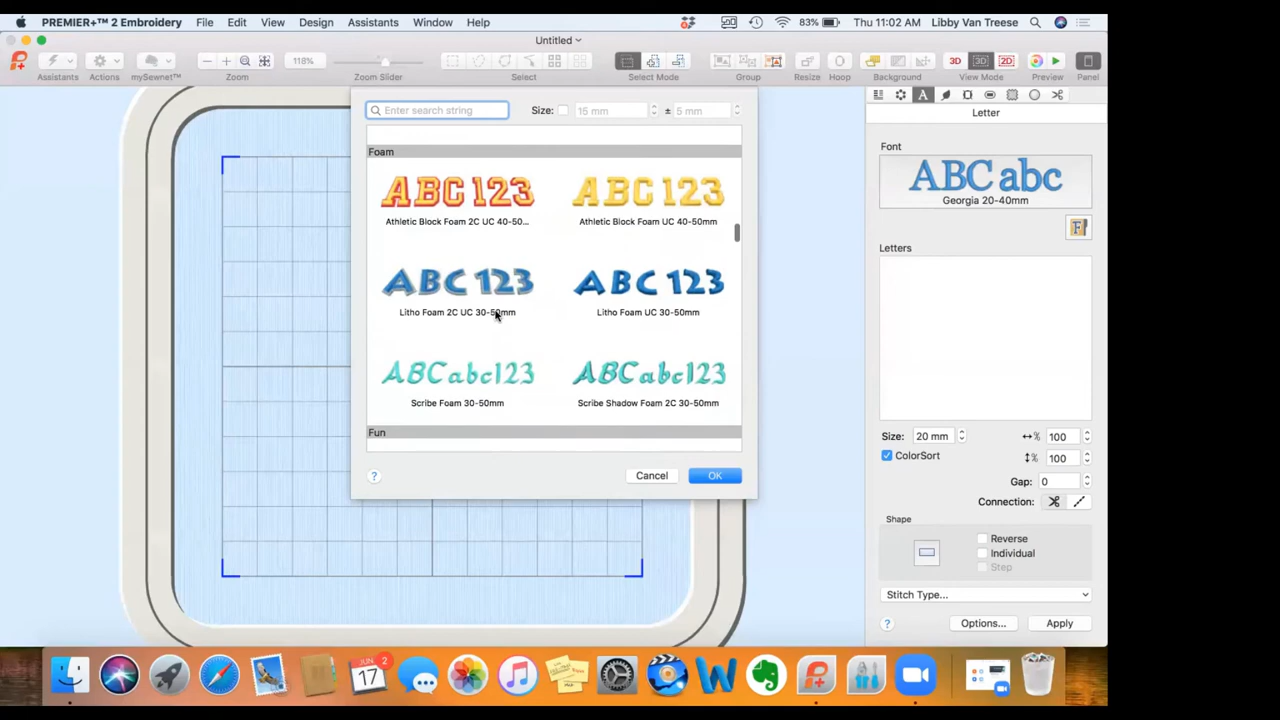 PREMIER+™ 2 Embroidery File Edit View Design Assistants Window Help 83% Thu 11:02 AM Libby Van Treese
Untitled
118%
3D 3D 2D
Assistants Actions mySewnet™ Zoom Zoom Slider Select Select Mode Group Resize Hoop Background View Mode Preview Panel
Enter search string Size: 15 mm ± 5 mm
Foam
ABC 123 ABC 123
Athletic Block Foam 2C UC 40-50... Athletic Block Foam UC 40-50mm
ABC 123 ABC 123
Litho Foam 2C UC 30-50mm Litho Foam UC 30-50mm
ABCabc123 ABCabc123
Scribe Foam 30-50mm Scribe Shadow Foam 2C 30-50mm
Fun
? Cancel OK
A
Letter
Font
ABC abc
Georgia 20-40mm
F
Letters
Size: 20 mm % 100
ColorSort % 100
Gap: 0
Connection:
Shape
Reverse
Individual
Step
Stitch Type...
? Options... Apply
JUN 2
17
W